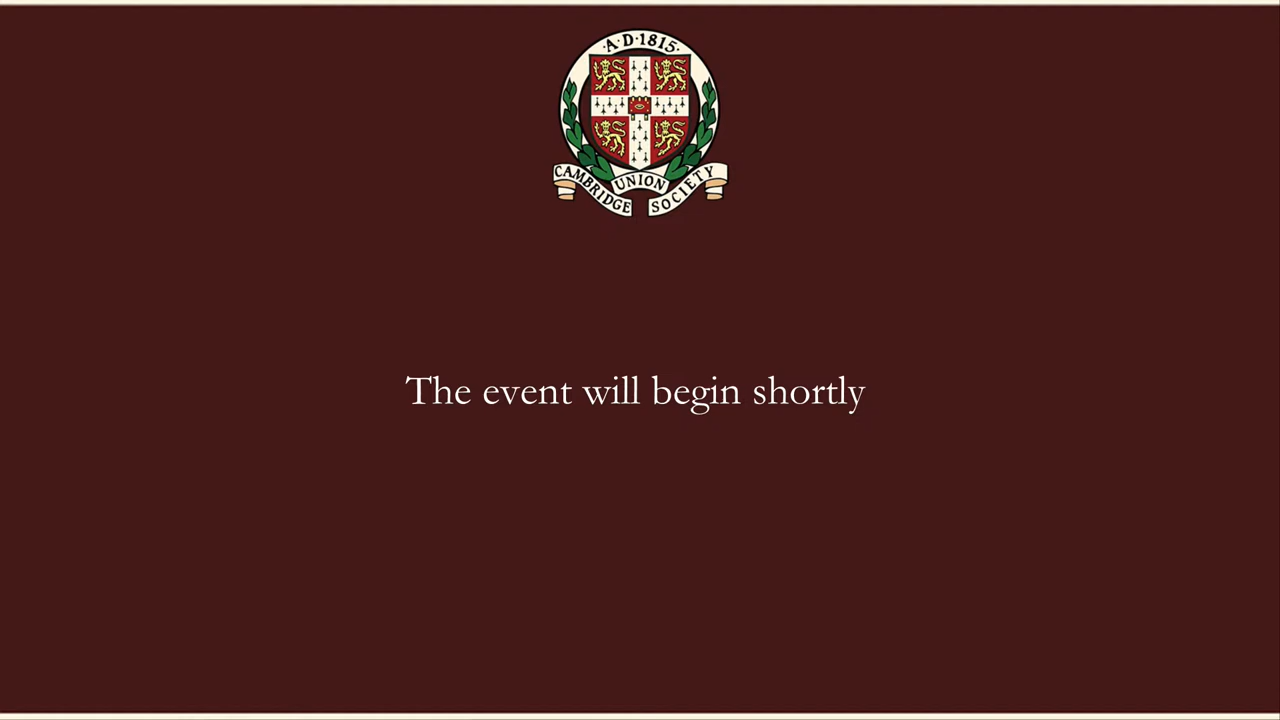 ·A·D·1815·
CAMBRIDGE UNION SOCIETY
The event will begin shortly